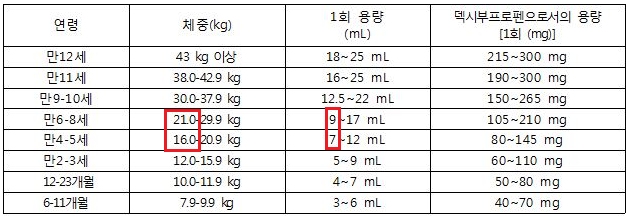 연령 체중(kg) 1회 용량 덱시부프로펜으로서의 용량
(mL) [1회 (mg)]
만12세 43 kg 이상 18~25 mL 215~300 mg
만11세 38.0-42.9 kg 16~25 mL 190~300 mg
만9-10세 30.0-37.9 kg 12.5~22 mL 150~265 mg
만6-8세 21.0-29.9 kg 9~17 mL 105~210 mg
만4-5세 16.0-20.9 kg 7~12 mL 80~145 mg
만2-3세 12.0-15.9 kg 5~9 mL 60~110 mg
12-23개월 10.0-11.9 kg 4~7 mL 50~80 mg
6-11개월 7.9-9.9 kg 3~6 mL 40~70 mg